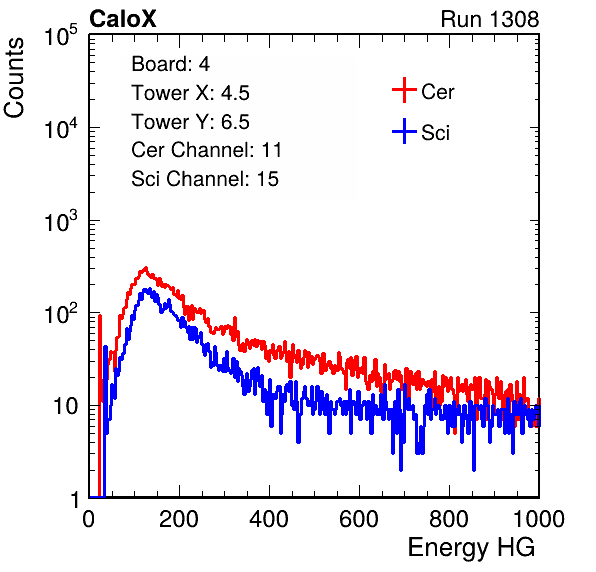 CaloX Run 1308
Counts
10^5
10^4
10^3
10^2
10
1
Board: 4
Tower X: 4.5
Tower Y: 6.5
Cer Channel: 11
Sci Channel: 15
Cer
Sci
0 200 400 600 800 1000
Energy HG